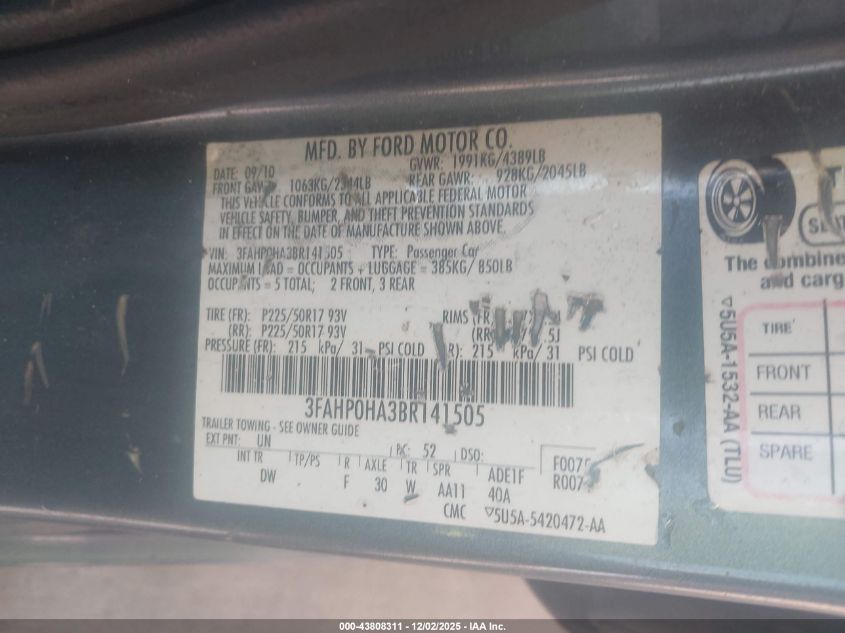 MFD. BY FORD MOTOR CO.
DATE: 09/10 GVWR: 1991KG/4389LB
FRONT 1063KG/2344LB REAR GAWR: 928KG/2045LB
THIS VEHICLE CONFORMS TO ALL APPLICABLE FEDERAL MOTOR
VEHICLE SAFETY, BUMPER, AND THEFT PREVENTION STANDARDS
IN EFFECT ON THE DATE OF MANUFACTURE SHOWN ABOVE.
VIN: 3FAHP0HA3BR141505 TYPE: Passenger Car
MAXIMUM LOAD = OCCUPANTS + LUGGAGE = 385KG/ 850LB
OCCUPANTS = 5 TOTAL; 2 FRONT, 3 REAR
TIRE (FR): P225/50R17 93V RIMS (FR)
(RR): P225/50R17 93V (RR)
PRESSURE (FR): 215 kPa/ 31 PSI COLD 215 kPa/ 31 PSI COLD
3FAHP0HA3BR141505
TRAILER TOWING - SEE OWNER GUIDE
EXT PNT: UN RC: 52 DSO:
INT TR TP/PS R AXLE TR SPR ADE1F
DW F 30 W AA11 40A
CMC ▽5U5A-5420472-AA
The combined
and carg
▽5U5A-1532-AA (TLU)
TIRE
FRONT
REAR
SPARE
000-43808311 - 12/02/2025 - IAA Inc.